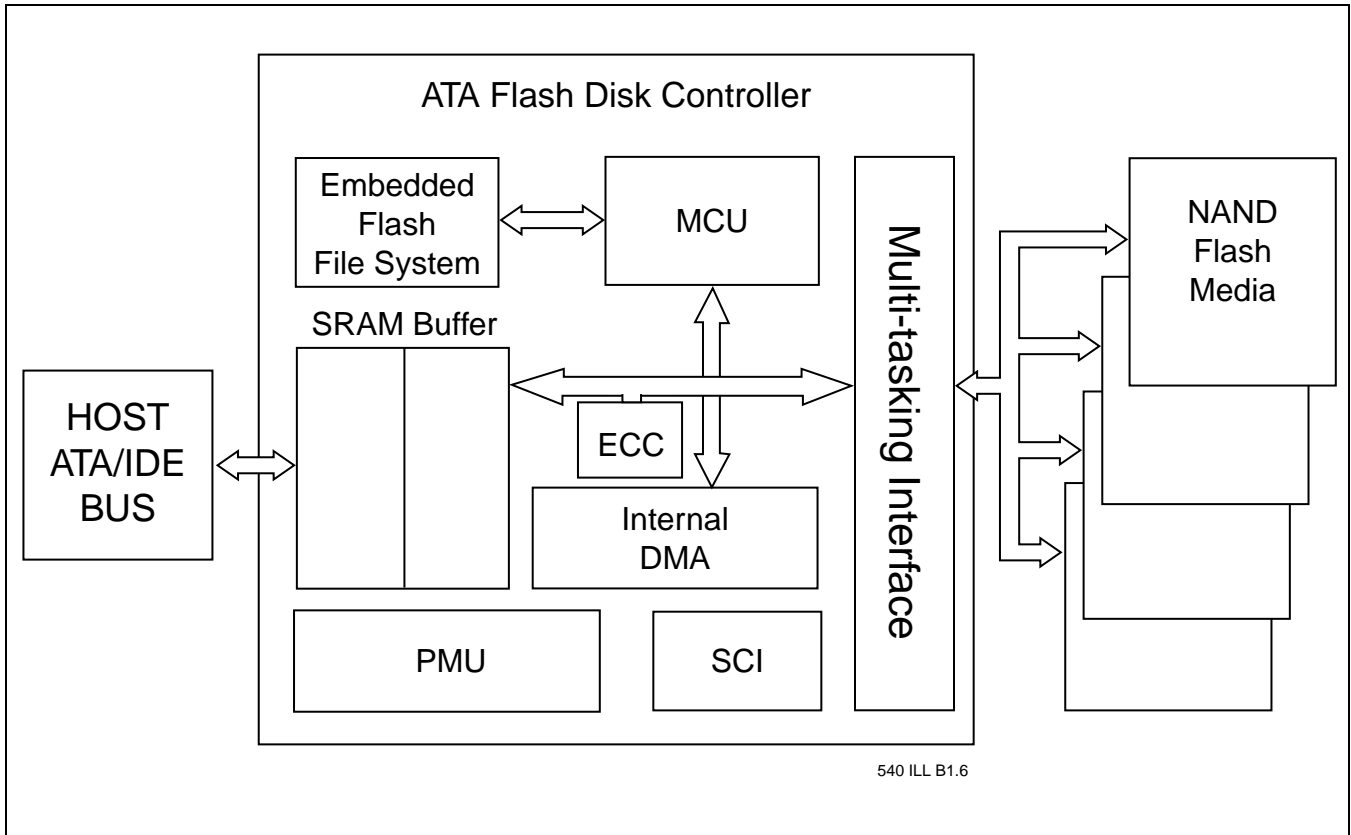 ATA Flash Disk Controller
Embedded
Flash
File System
MCU
Multi-tasking Interface
NAND
Flash
Media
SRAM Buffer
HOST
ATA/IDE
BUS
ECC
Internal
DMA
PMU
SCI
540 ILL B1.6